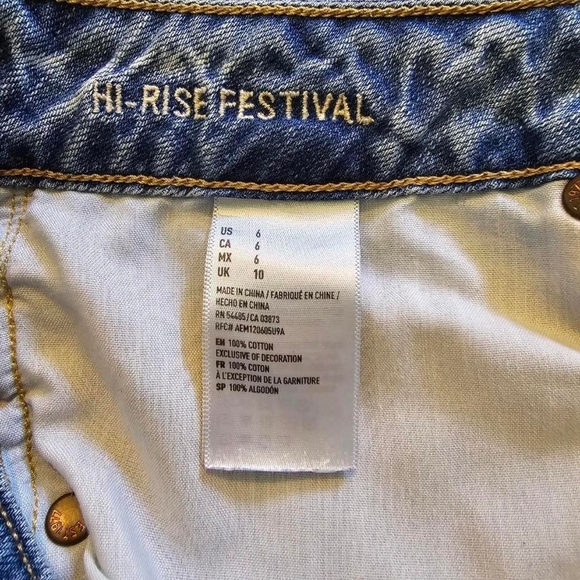 HI-RISE FESTIVAL
US 6
CA 6
MX 6
UK 10
MADE IN CHINA / FABRIQUÉ EN CHINE /
HECHO EN CHINA
RN 54485 / CA 03873
RFC# AEM120605U9A
EN 100% COTTON
EXCLUSIVE OF DECORATION
FR 100% COTON
À L'EXCEPTION DE LA GARNITURE
SP 100% ALGODÓN